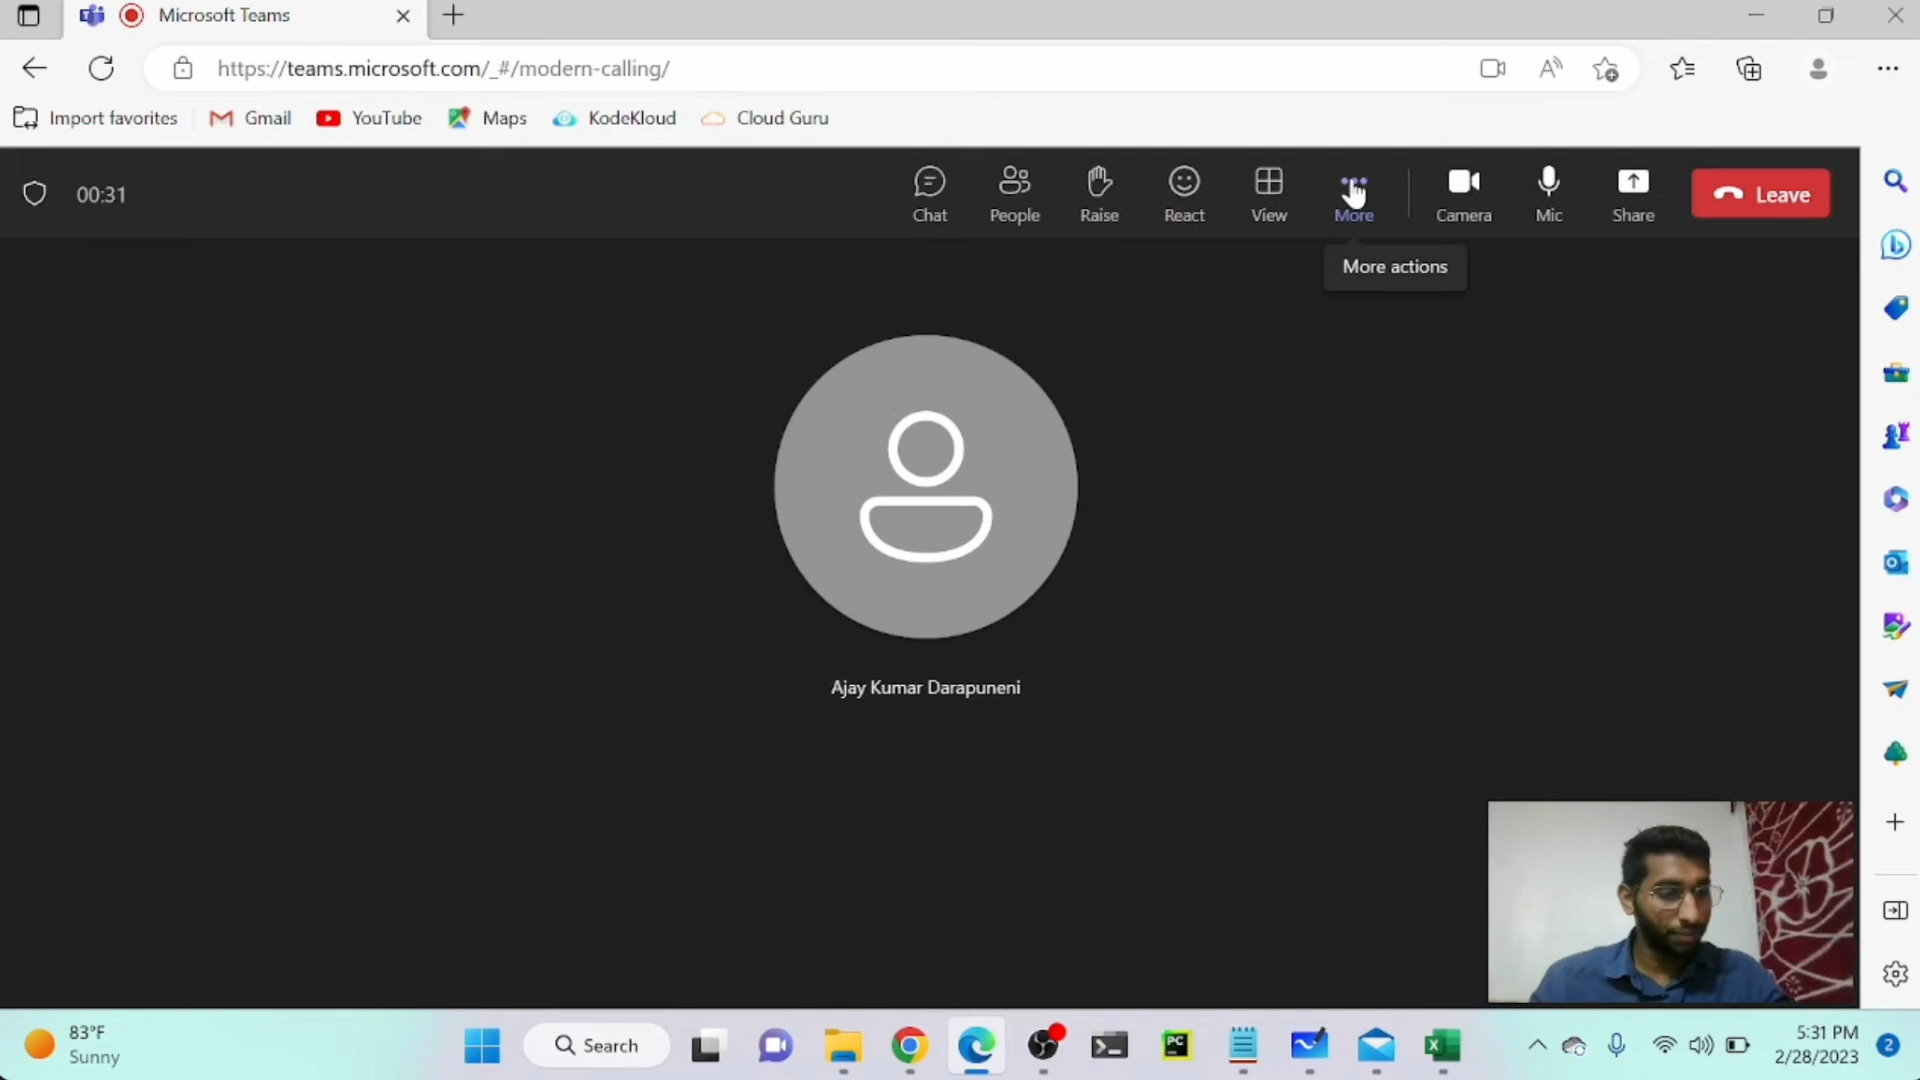 Microsoft Teams
https://teams.microsoft.com/_#/modern-calling/
Import favorites Gmail YouTube Maps KodeKloud Cloud Guru
00:31 Chat People Raise React View More Camera Mic Share Leave
More actions
Ajay Kumar Darapuneni
83°F
Sunny
Search
PC
5:31 PM
2/28/2023
2